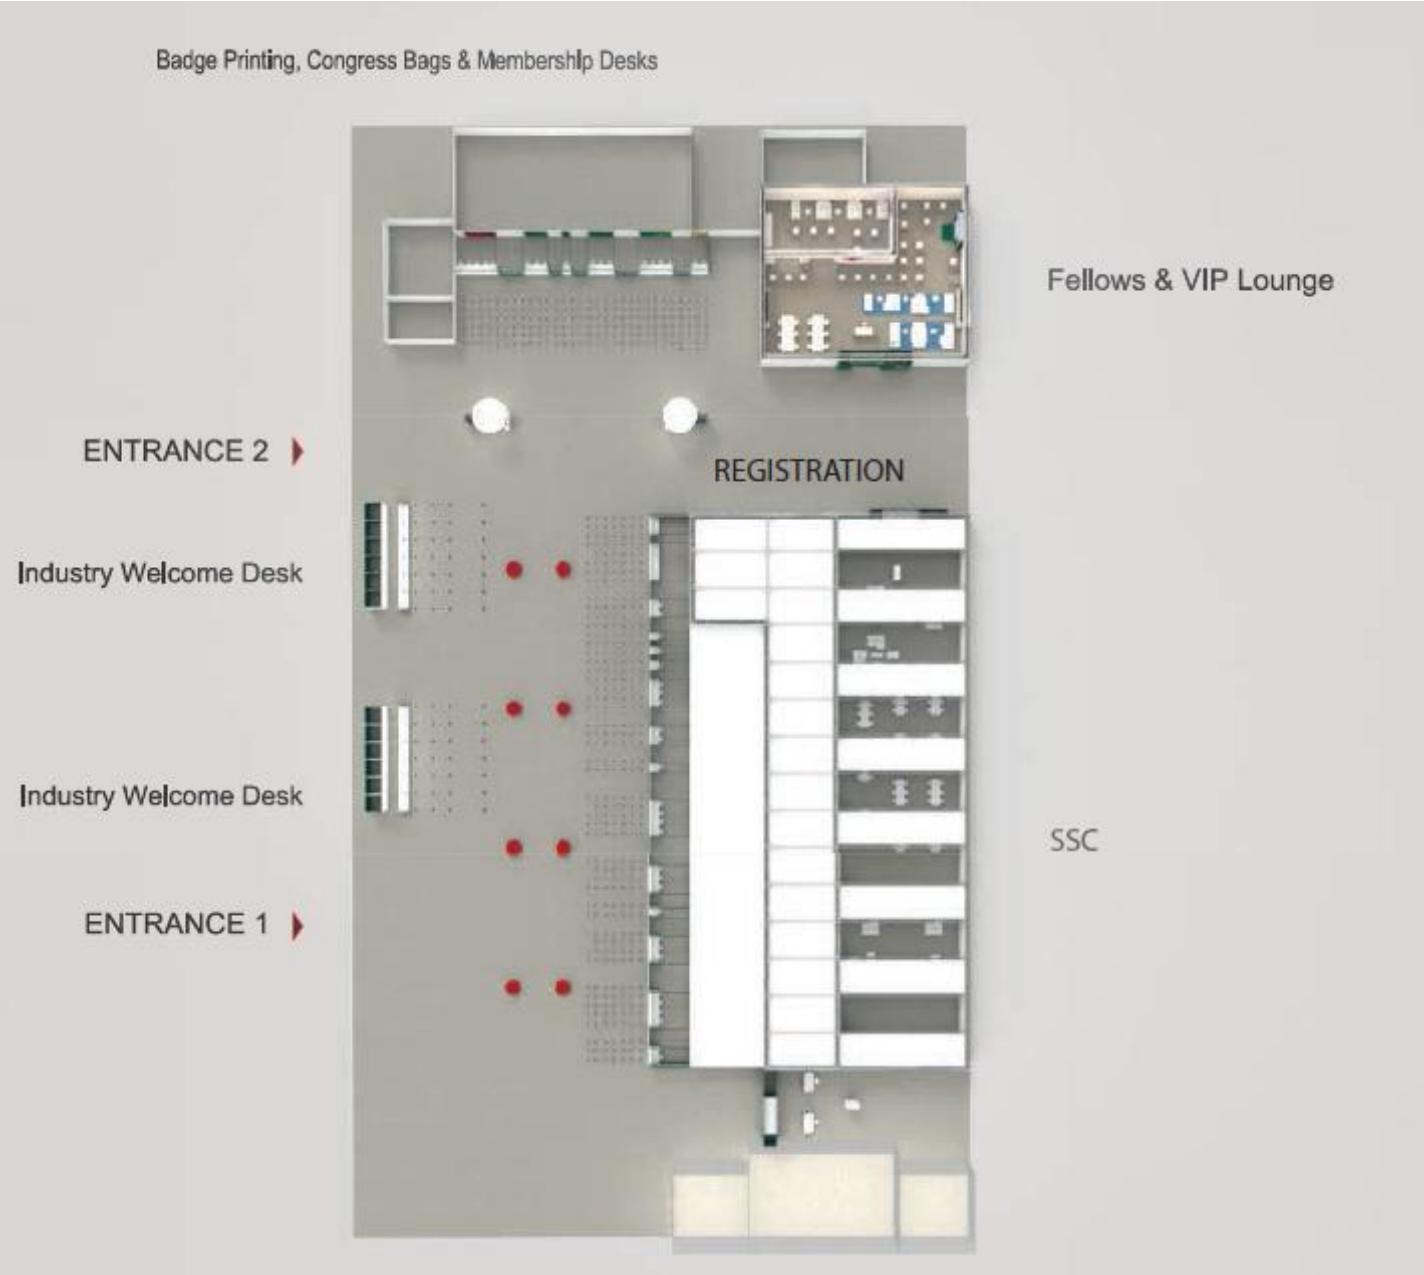 Badge Printing, Congress Bags & Membership Desks
Fellows & VIP Lounge
ENTRANCE 2
REGISTRATION
Industry Welcome Desk
Industry Welcome Desk
SSC
ENTRANCE 1